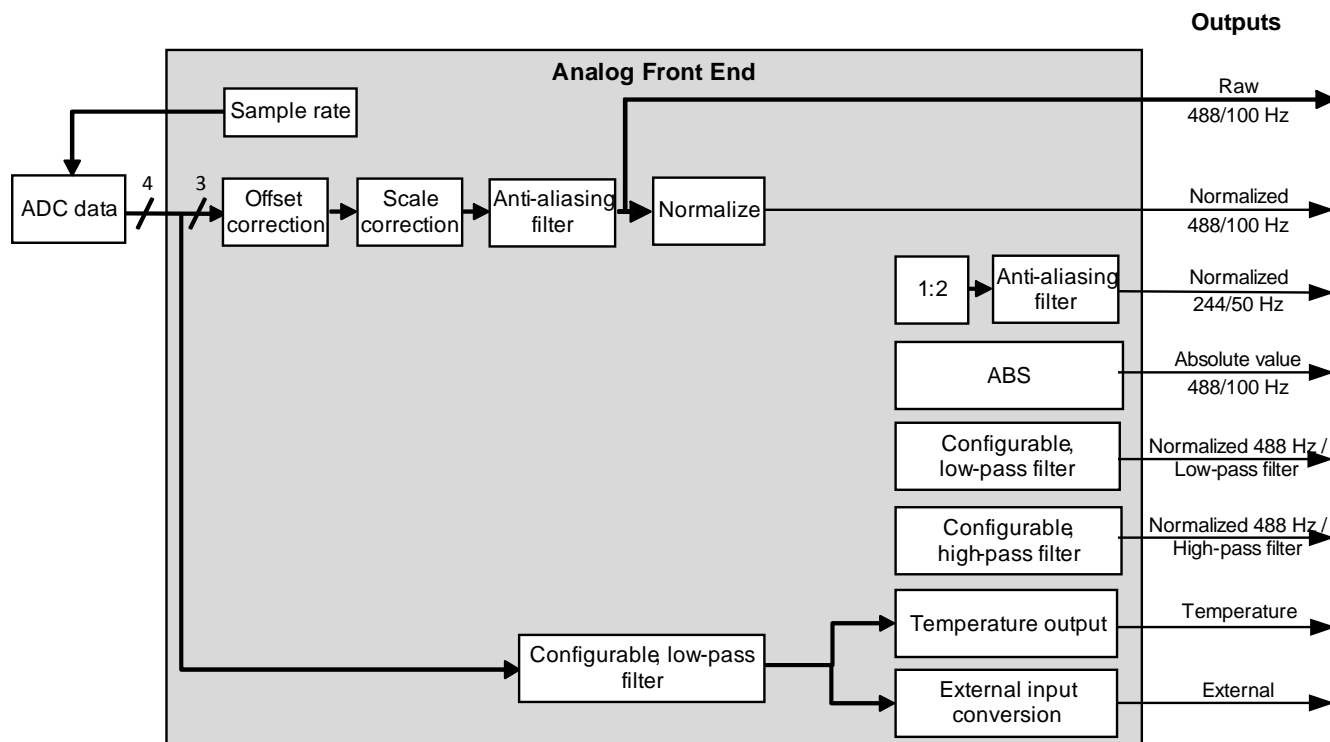 Outputs
Analog Front End
Raw
488/100 Hz
Sample rate
4
3
ADC data
Offset
correction
Scale
correction
Anti-aliasing
filter
Normalize
Normalized
488/100 Hz
1:2
Anti-aliasing
filter
Normalized
244/50 Hz
ABS
Absolute value
488/100 Hz
Configurable,
low-pass filter
Normalized 488 Hz /
Low-pass filter
Configurable,
high-pass filter
Normalized 488 Hz /
High-pass filter
Temperature output
Temperature
Configurable, low-pass
filter
External input
conversion
External